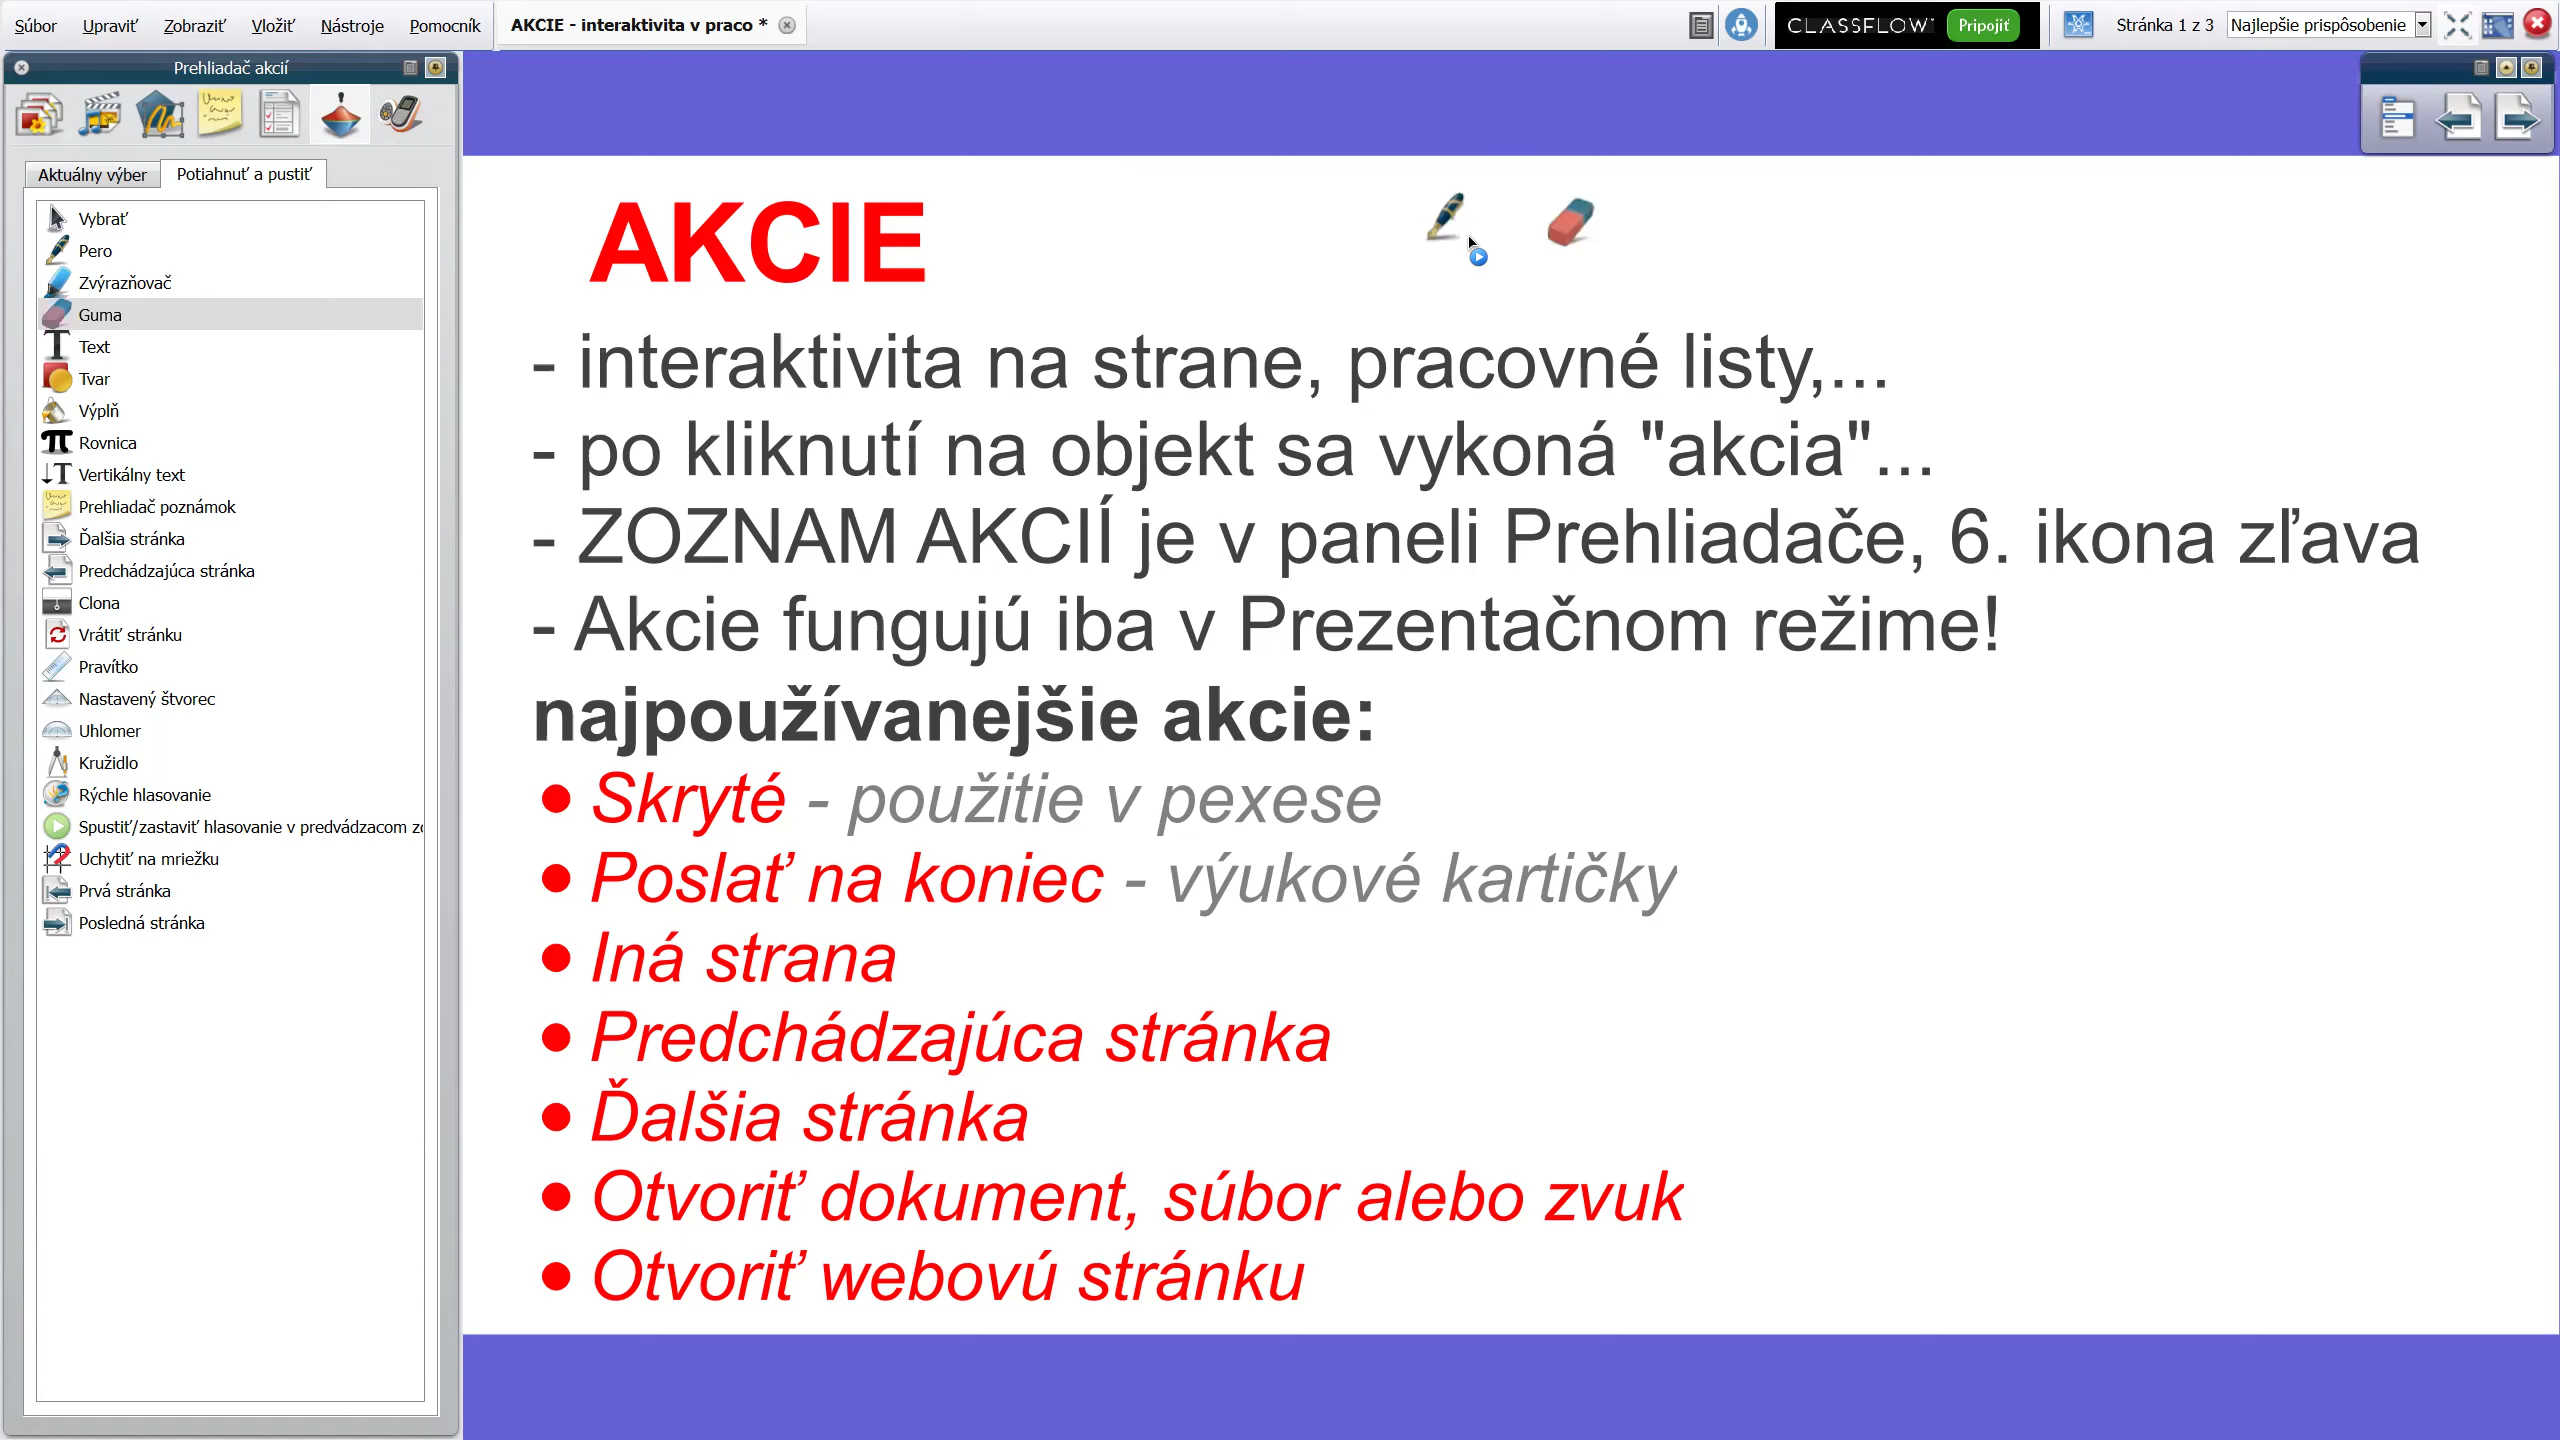 Súbor Upraviť Zobraziť Vložiť Nástroje Pomocník
AKCIE - interaktivita v praco *
CLASSFLOW Pripojiť
Stránka 1 z 3
Najlepšie prispôsobenie
Prehliadač akcií
Aktuálny výber
Potiahnuť a pustiť
Vybrať
Pero
Zvýrazňovač
Guma
Text
Tvar
Výplň
Rovnica
Vertikálny text
Prehliadač poznámok
Ďalšia stránka
Predchádzajúca stránka
Clona
Vrátiť stránku
Pravítko
Nastavený štvorec
Uhlomer
Kružidlo
Rýchle hlasovanie
Spustiť/zastaviť hlasovanie v predvádzacom
Uchytiť na mriežku
Prvá stránka
Posledná stránka
AKCIE
- interaktivita na strane, pracovné listy,...
- po kliknutí na objekt sa vykoná "akcia"...
- ZOZNAM AKCIÍ je v paneli Prehliadače, 6. ikona zľava
- Akcie fungujú iba v Prezentačnom režime!
najpoužívanejšie akcie:
● Skryté - použitie v pexese
● Poslať na koniec - výukové kartičky
● Iná strana
● Predchádzajúca stránka
● Ďalšia stránka
● Otvoriť dokument, súbor alebo zvuk
● Otvoriť webovú stránku